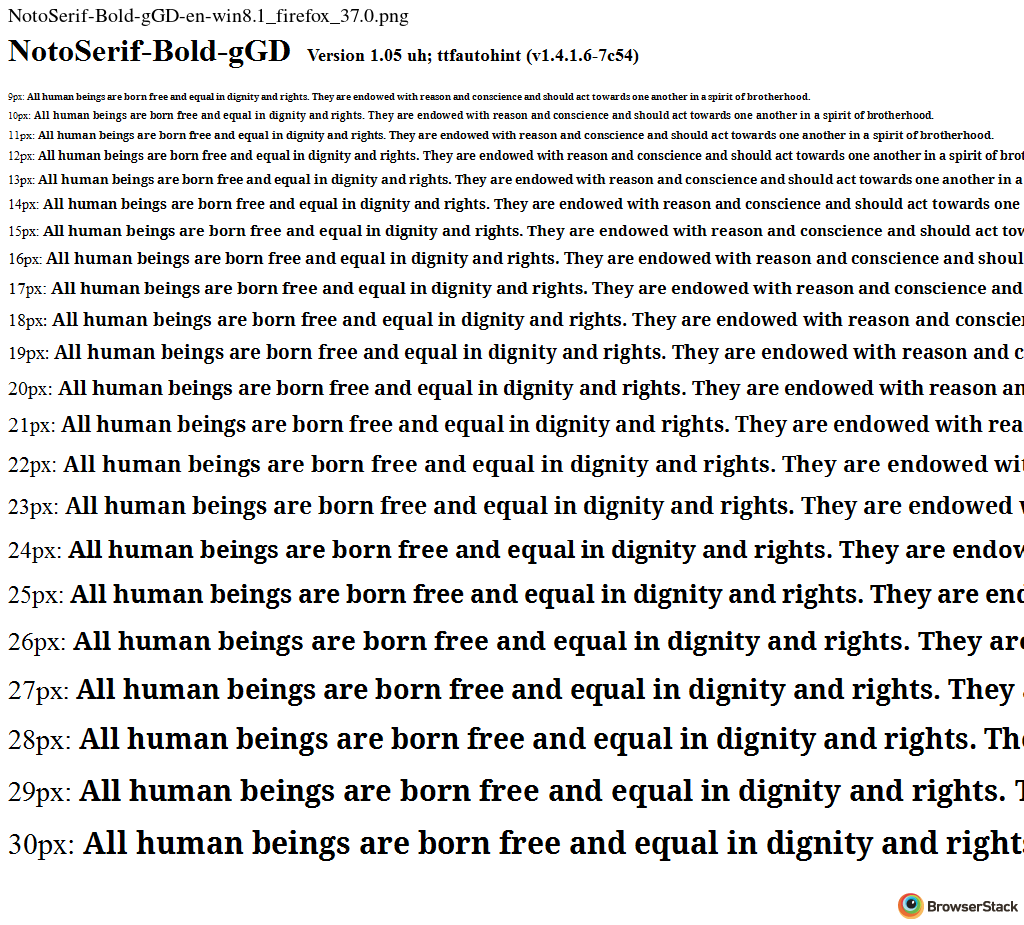 NotoSerif-Bold-gGD-en-win8.1_firefox_37.0.png
NotoSerif-Bold-gGD Version 1.05 uh; ttfautohint (v1.4.1.6-7c54)
9px: All human beings are born free and equal in dignity and rights. They are endowed with reason and conscience and should act towards one another in a spirit of brotherhood.
10px: All human beings are born free and equal in dignity and rights. They are endowed with reason and conscience and should act towards one another in a spirit of brotherhood.
11px: All human beings are born free and equal in dignity and rights. They are endowed with reason and conscience and should act towards one another in a spirit of brotherhood.
12px: All human beings are born free and equal in dignity and rights. They are endowed with reason and conscience and should act towards one another in a spirit of brot
13px: All human beings are born free and equal in dignity and rights. They are endowed with reason and conscience and should act towards one another in a
14px: All human beings are born free and equal in dignity and rights. They are endowed with reason and conscience and should act towards one
15px: All human beings are born free and equal in dignity and rights. They are endowed with reason and conscience and should act tow
16px: All human beings are born free and equal in dignity and rights. They are endowed with reason and conscience and shoul
17px: All human beings are born free and equal in dignity and rights. They are endowed with reason and conscience and
18px: All human beings are born free and equal in dignity and rights. They are endowed with reason and conscien
19px: All human beings are born free and equal in dignity and rights. They are endowed with reason and c
20px: All human beings are born free and equal in dignity and rights. They are endowed with reason an
21px: All human beings are born free and equal in dignity and rights. They are endowed with rea
22px: All human beings are born free and equal in dignity and rights. They are endowed wit
23px: All human beings are born free and equal in dignity and rights. They are endowed w
24px: All human beings are born free and equal in dignity and rights. They are endow
25px: All human beings are born free and equal in dignity and rights. They are end
26px: All human beings are born free and equal in dignity and rights. They are
27px: All human beings are born free and equal in dignity and rights. They
28px: All human beings are born free and equal in dignity and rights. The
29px: All human beings are born free and equal in dignity and rights. T
30px: All human beings are born free and equal in dignity and rights
BrowserStack